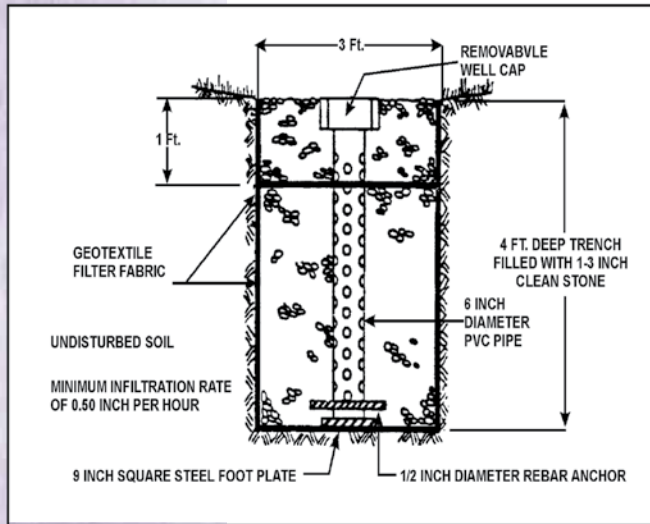 3 Ft.
REMOVABVLE
WELL CAP
1 Ft.
GEOTEXTILE
FILTER FABRIC
4 FT. DEEP TRENCH
FILLED WITH 1-3 INCH
CLEAN STONE
6 INCH
DIAMETER
PVC PIPE
UNDISTURBED SOIL
MINIMUM INFILTRATION RATE
OF 0.50 INCH PER HOUR
9 INCH SQUARE STEEL FOOT PLATE
1/2 INCH DIAMETER REBAR ANCHOR